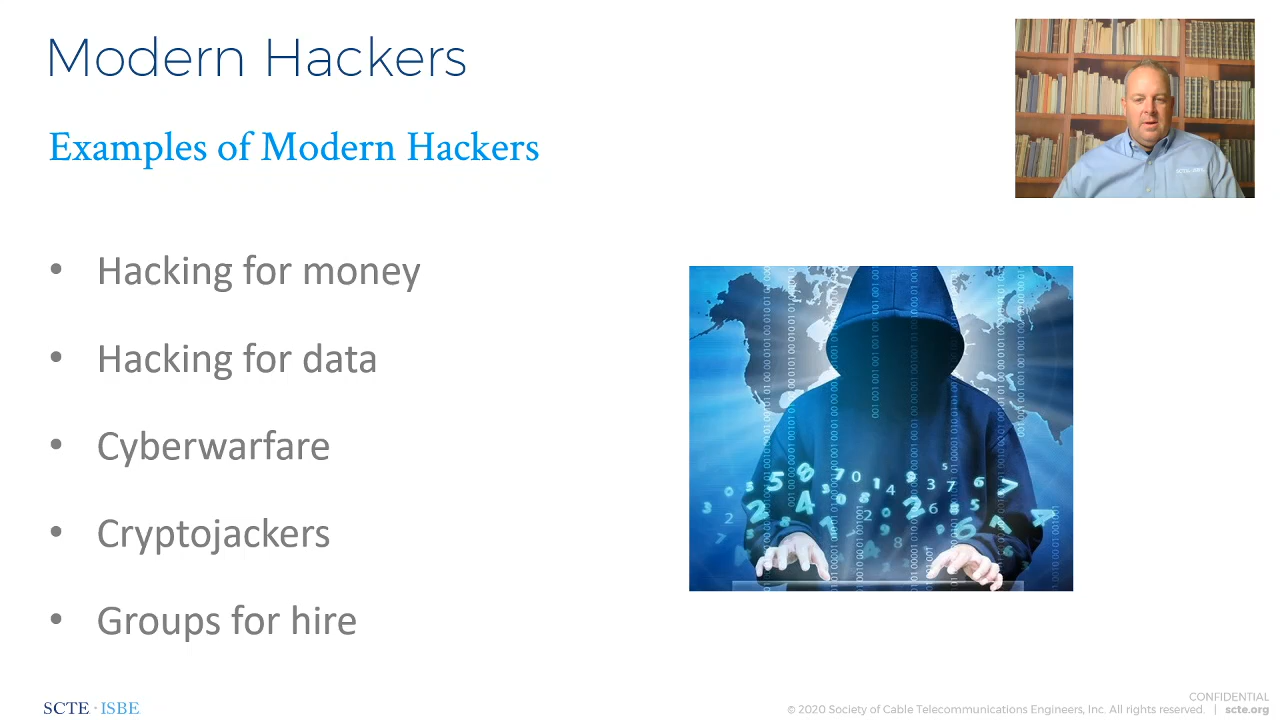 Modern Hackers
Examples of Modern Hackers
• Hacking for money
• Hacking for data
• Cyberwarfare
• Cryptojackers
• Groups for hire
SCTE · ISBE
CONFIDENTIAL
© 2020 Society of Cable Telecommunications Engineers, Inc. All rights reserved. | scte.org